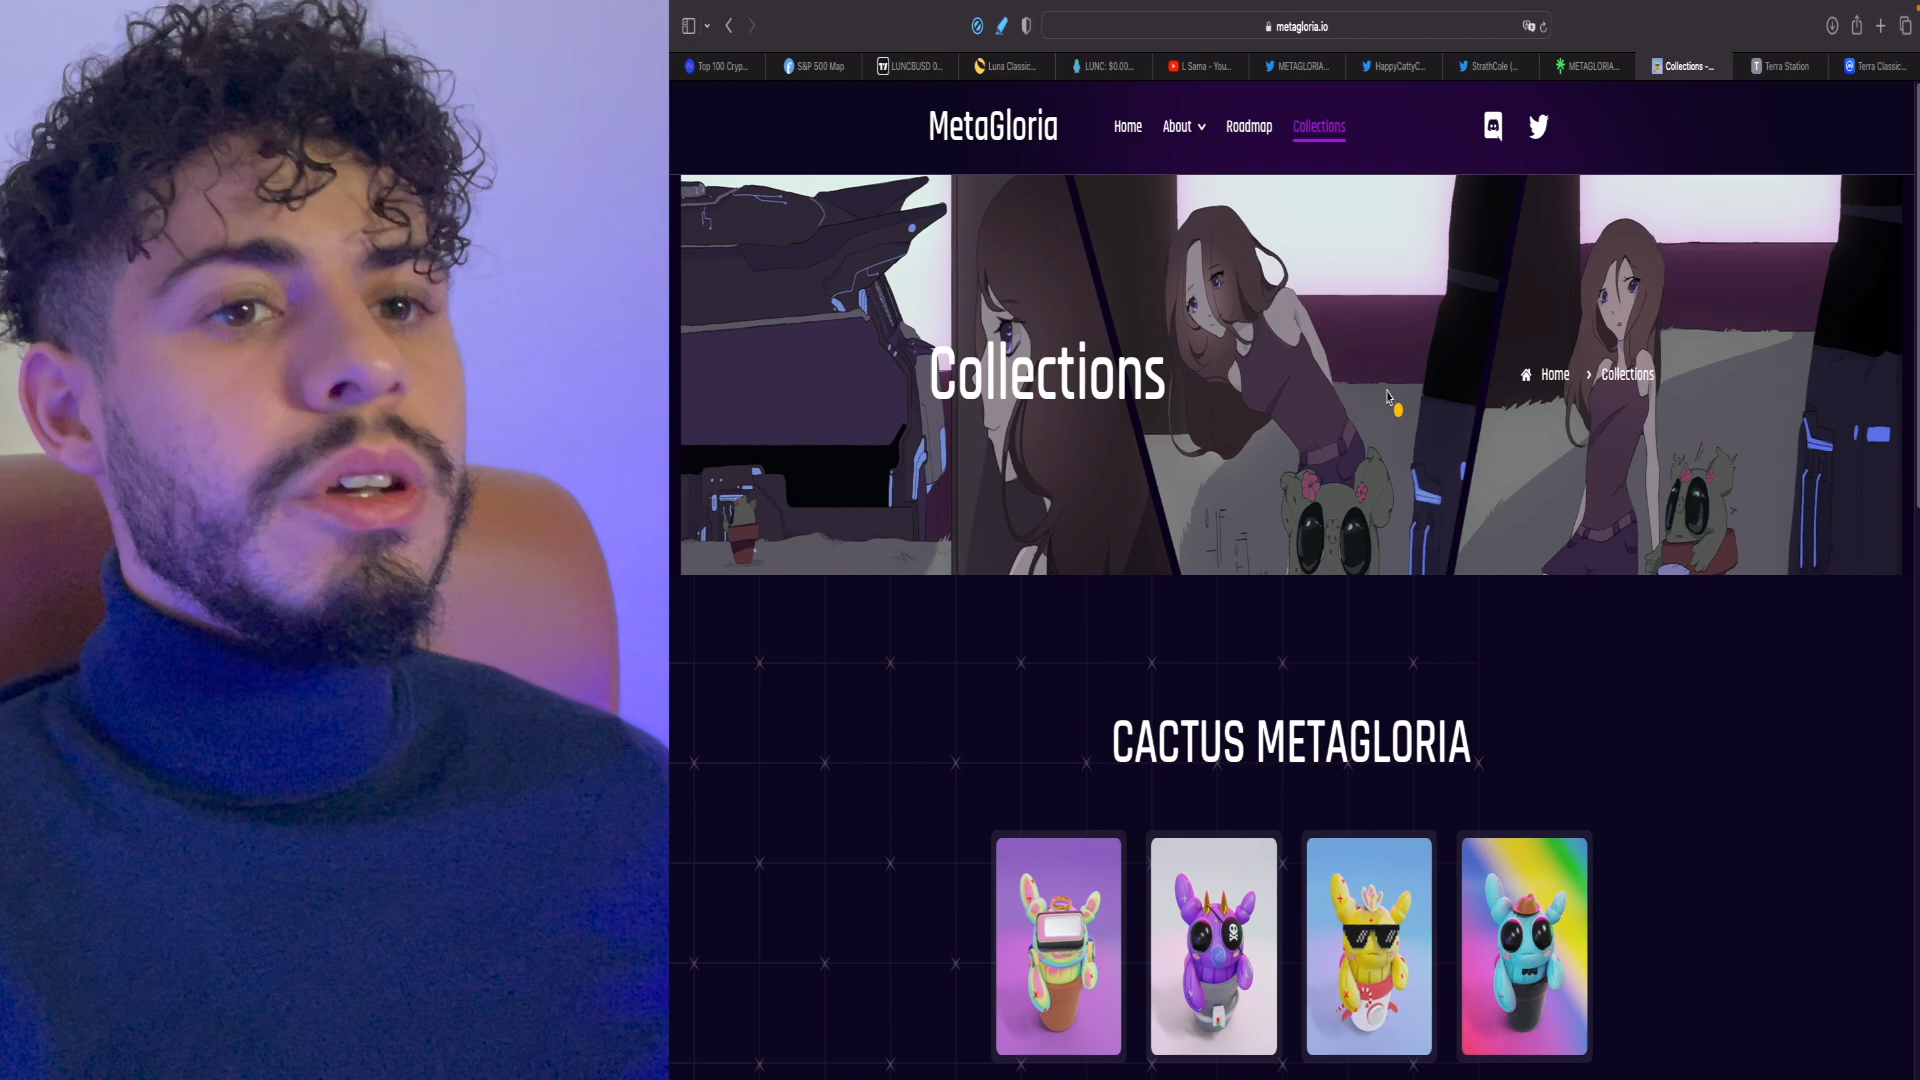 metagloria.io
Top 100 Cryp...
S&P 500 Map
LUNCBUSD 0...
Luna Classic...
LUNC: $0.00...
L Sama - You...
METAGLORIA...
HappyCattyC...
StrathCole (...
METAGLORIA...
Collections -...
Terra Station
Terra Classic...
MetaGloria
Home
About
Roadmap
Collections
Collections
Home
Collections
CACTUS METAGLORIA